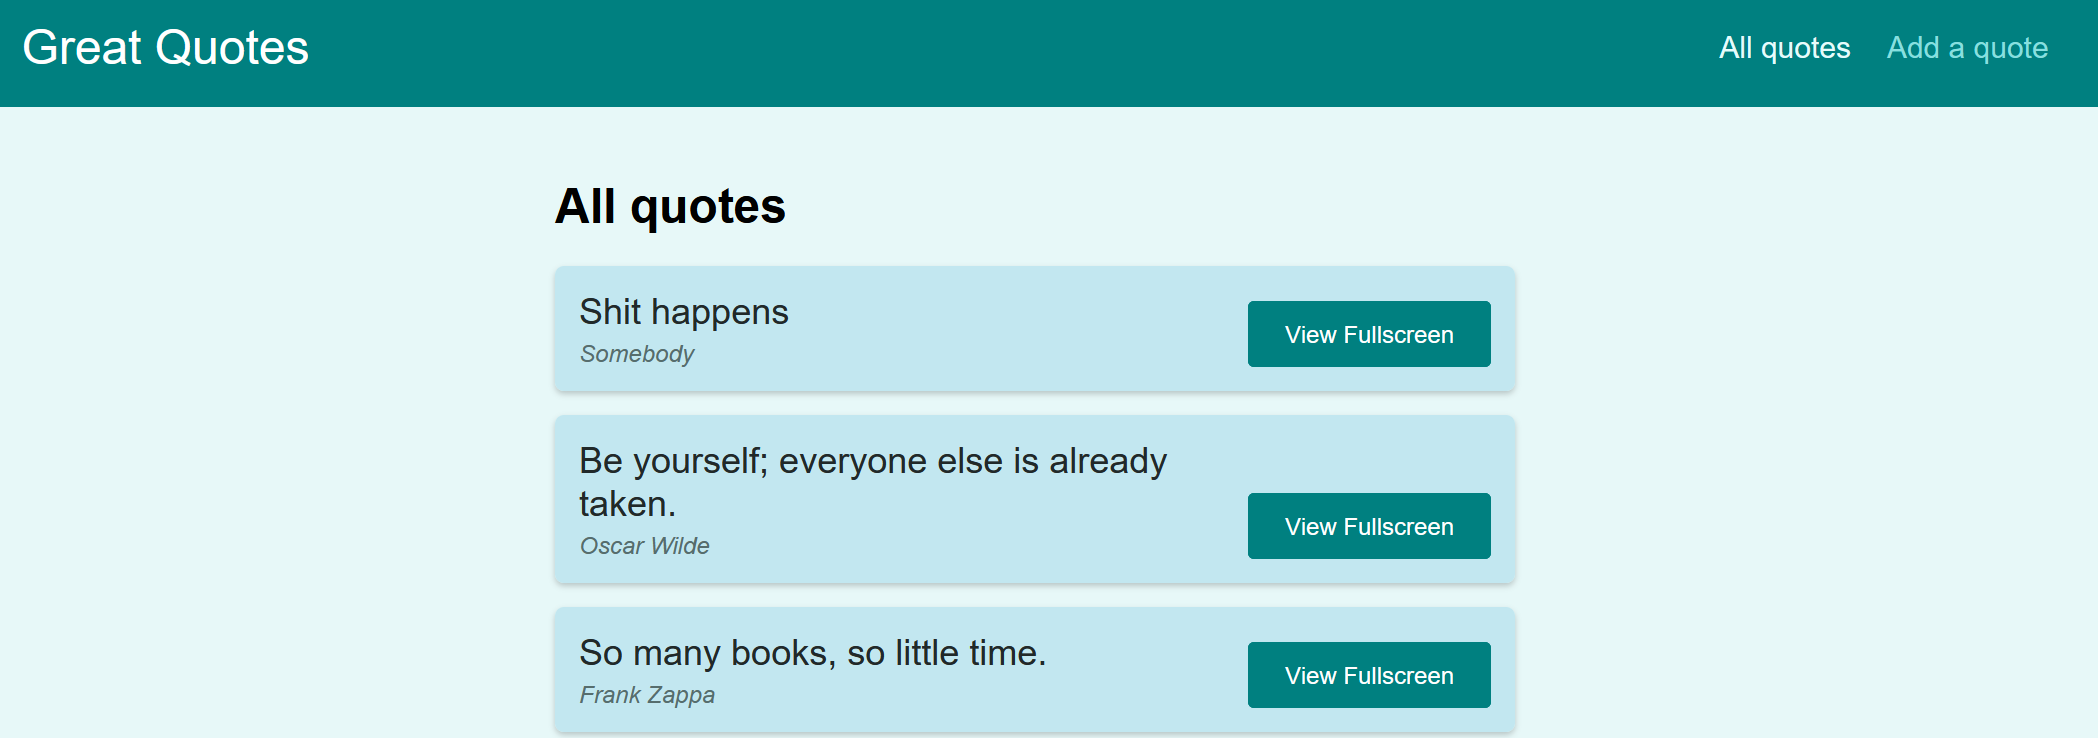 Great Quotes
All quotes
Add a quote
All quotes
Shit happens
Somebody
View Fullscreen
Be yourself; everyone else is already
taken.
Oscar Wilde
View Fullscreen
So many books, so little time.
Frank Zappa
View Fullscreen